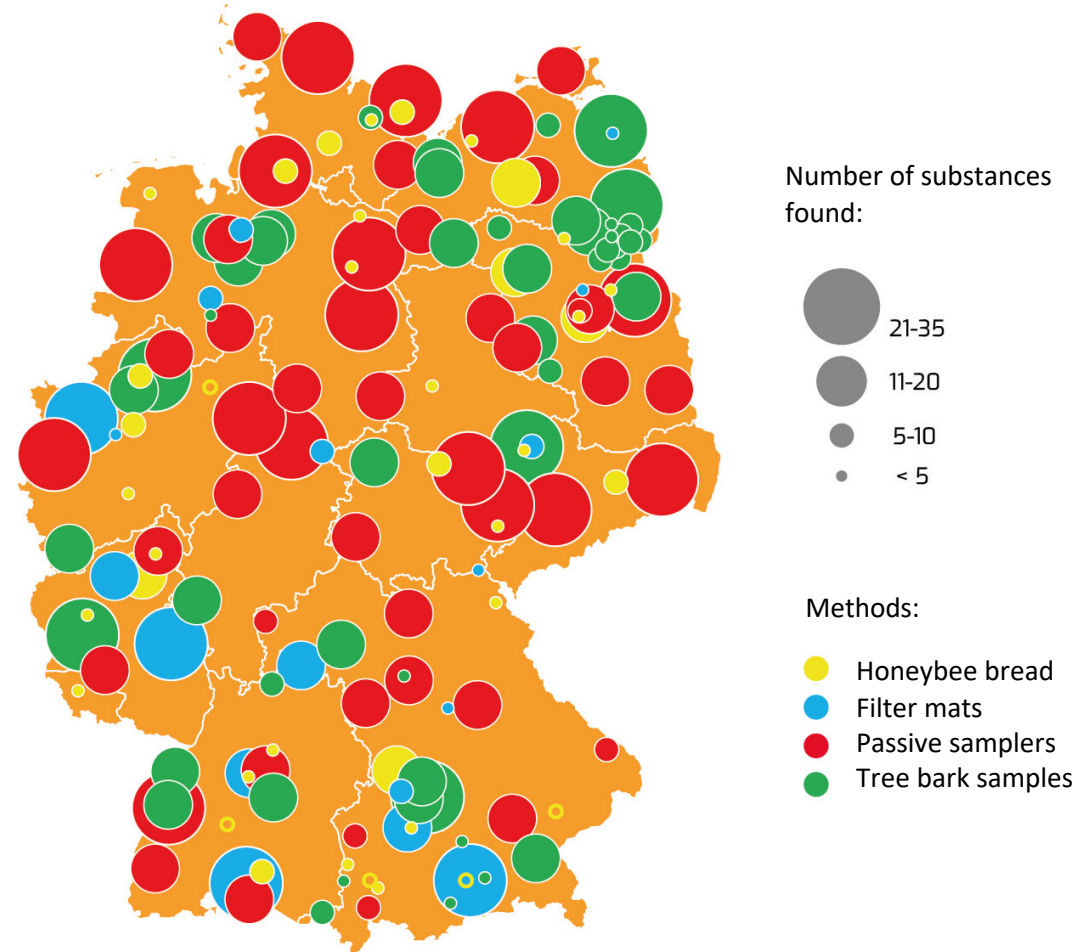 Number of substances
found:
21-35
11-20
5-10
< 5
Methods:
Honeybee bread
Filter mats
Passive samplers
Tree bark samples